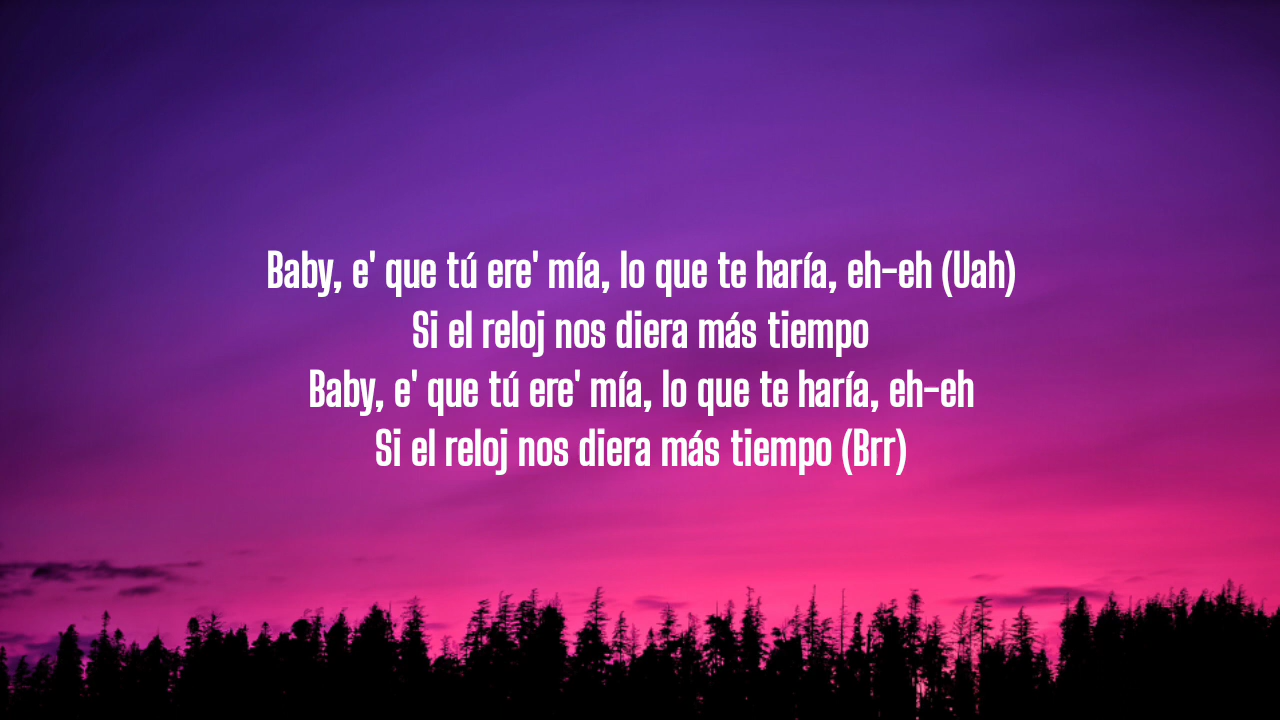 Baby, e' que tú ere' mía, lo que te haría, eh-eh (Uah)
Si el reloj nos diera más tiempo
Baby, e' que tú ere' mía, lo que te haría, eh-eh
Si el reloj nos diera más tiempo (Brr)